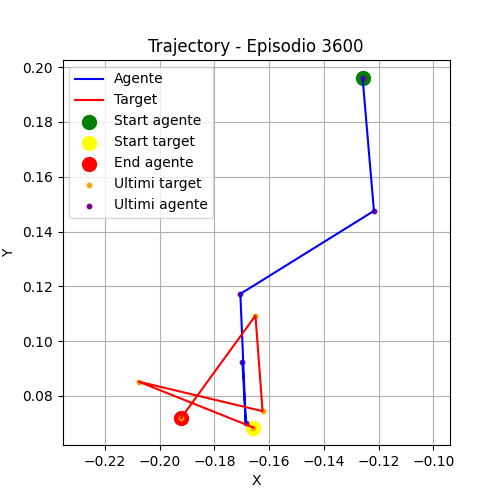 Trajectory - Episodio 3600
Agente
Target
Start agente
Start target
End agente
Ultimi target
Ultimi agente
0.20
0.18
0.16
0.14
0.12
0.10
0.08
Y
−0.22 −0.20 −0.18 −0.16 −0.14 −0.12 −0.10
X